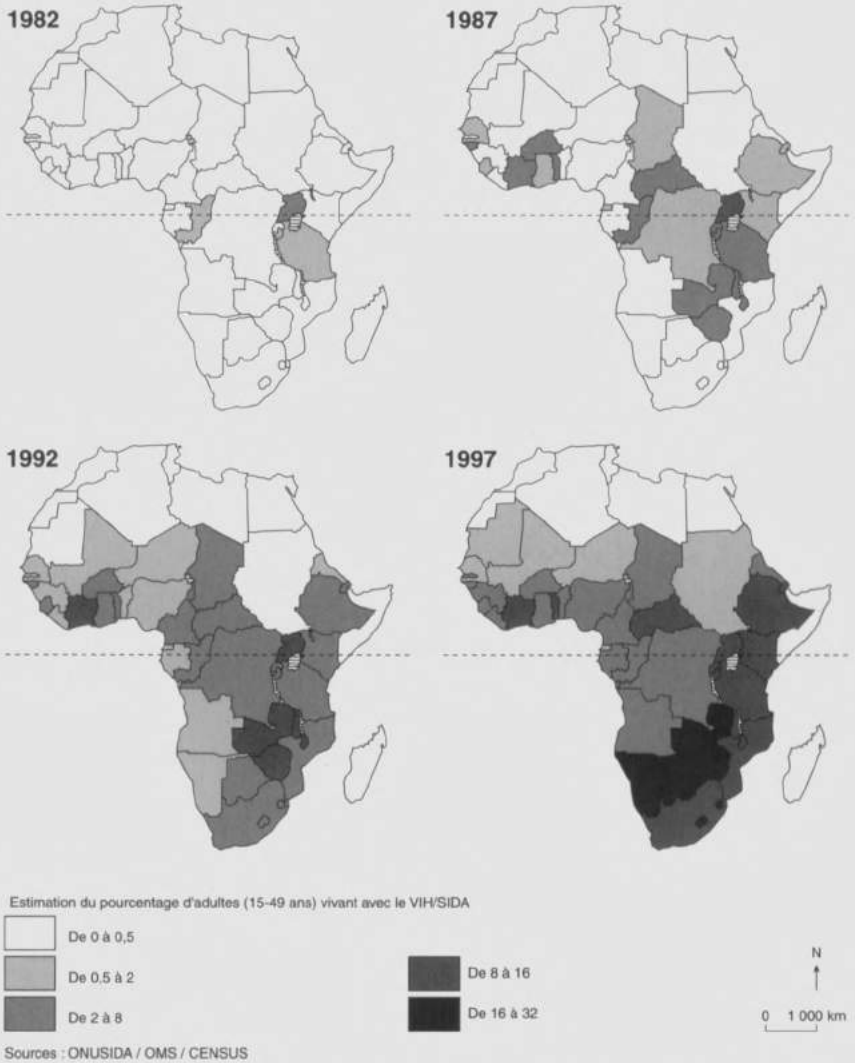 1982
1987
1992
1997
Estimation du pourcentage d'adultes (15-49 ans) vivant avec le VIH/SIDA
De 0 à 0,5
De 0,5 à 2
De 2 à 8
De 8 à 16
De 16 à 32
N
0 1 000 km
Sources : ONUSIDA / OMS / CENSUS